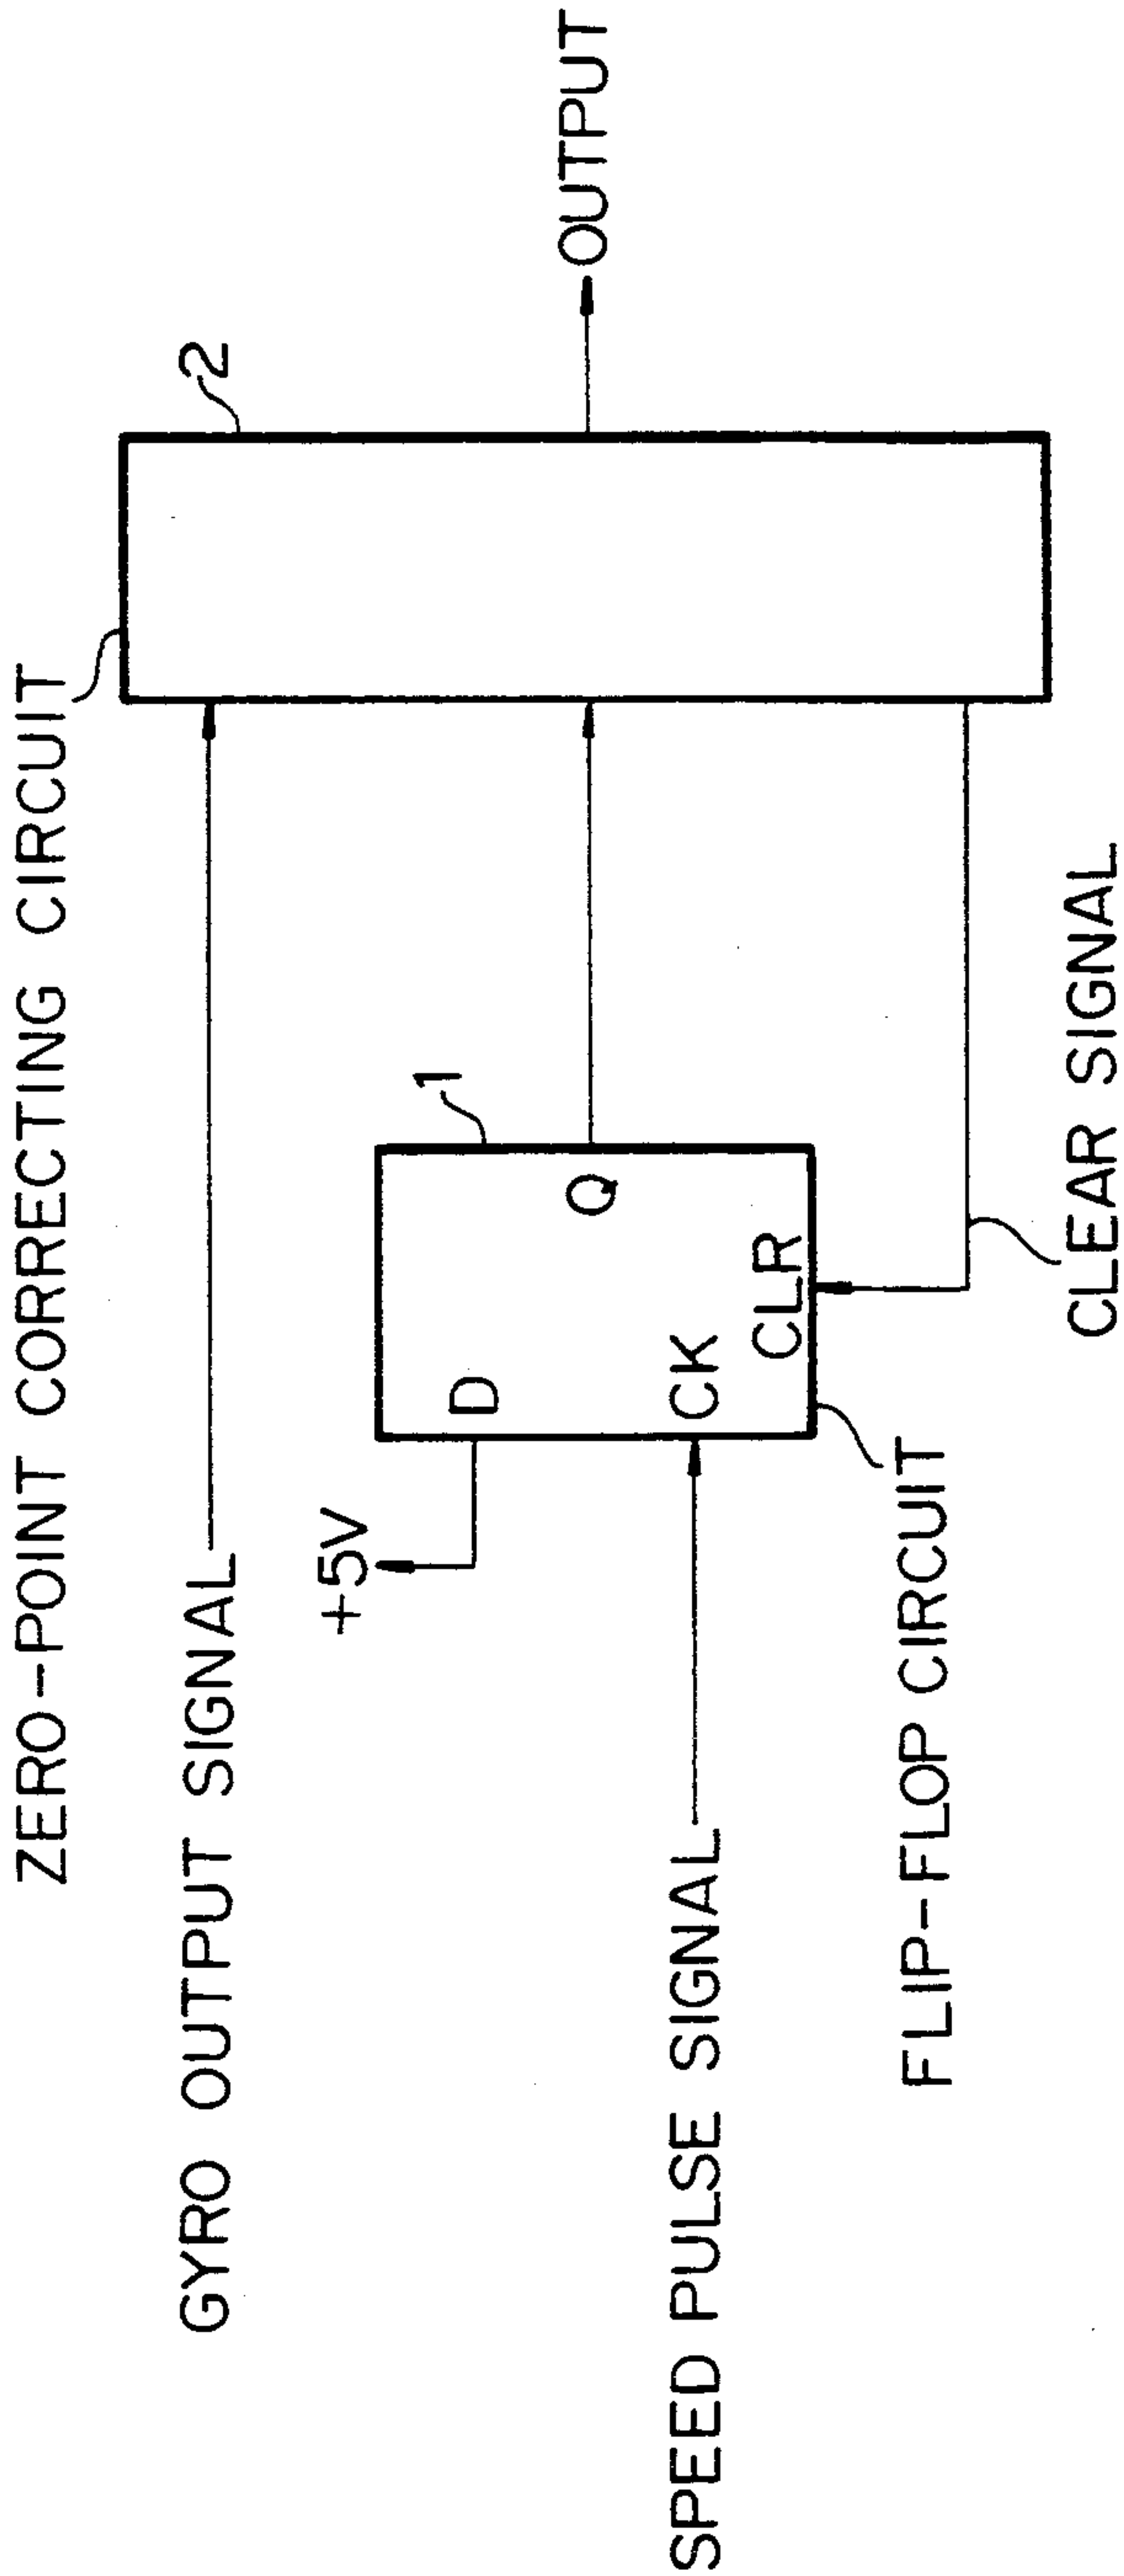 ZERO-POINT CORRECTING CIRCUIT
2
GYRO OUTPUT SIGNAL
+5V
1
D
Q
OUTPUT
CK
CLR
SPEED PULSE SIGNAL
FLIP-FLOP CIRCUIT
CLEAR SIGNAL